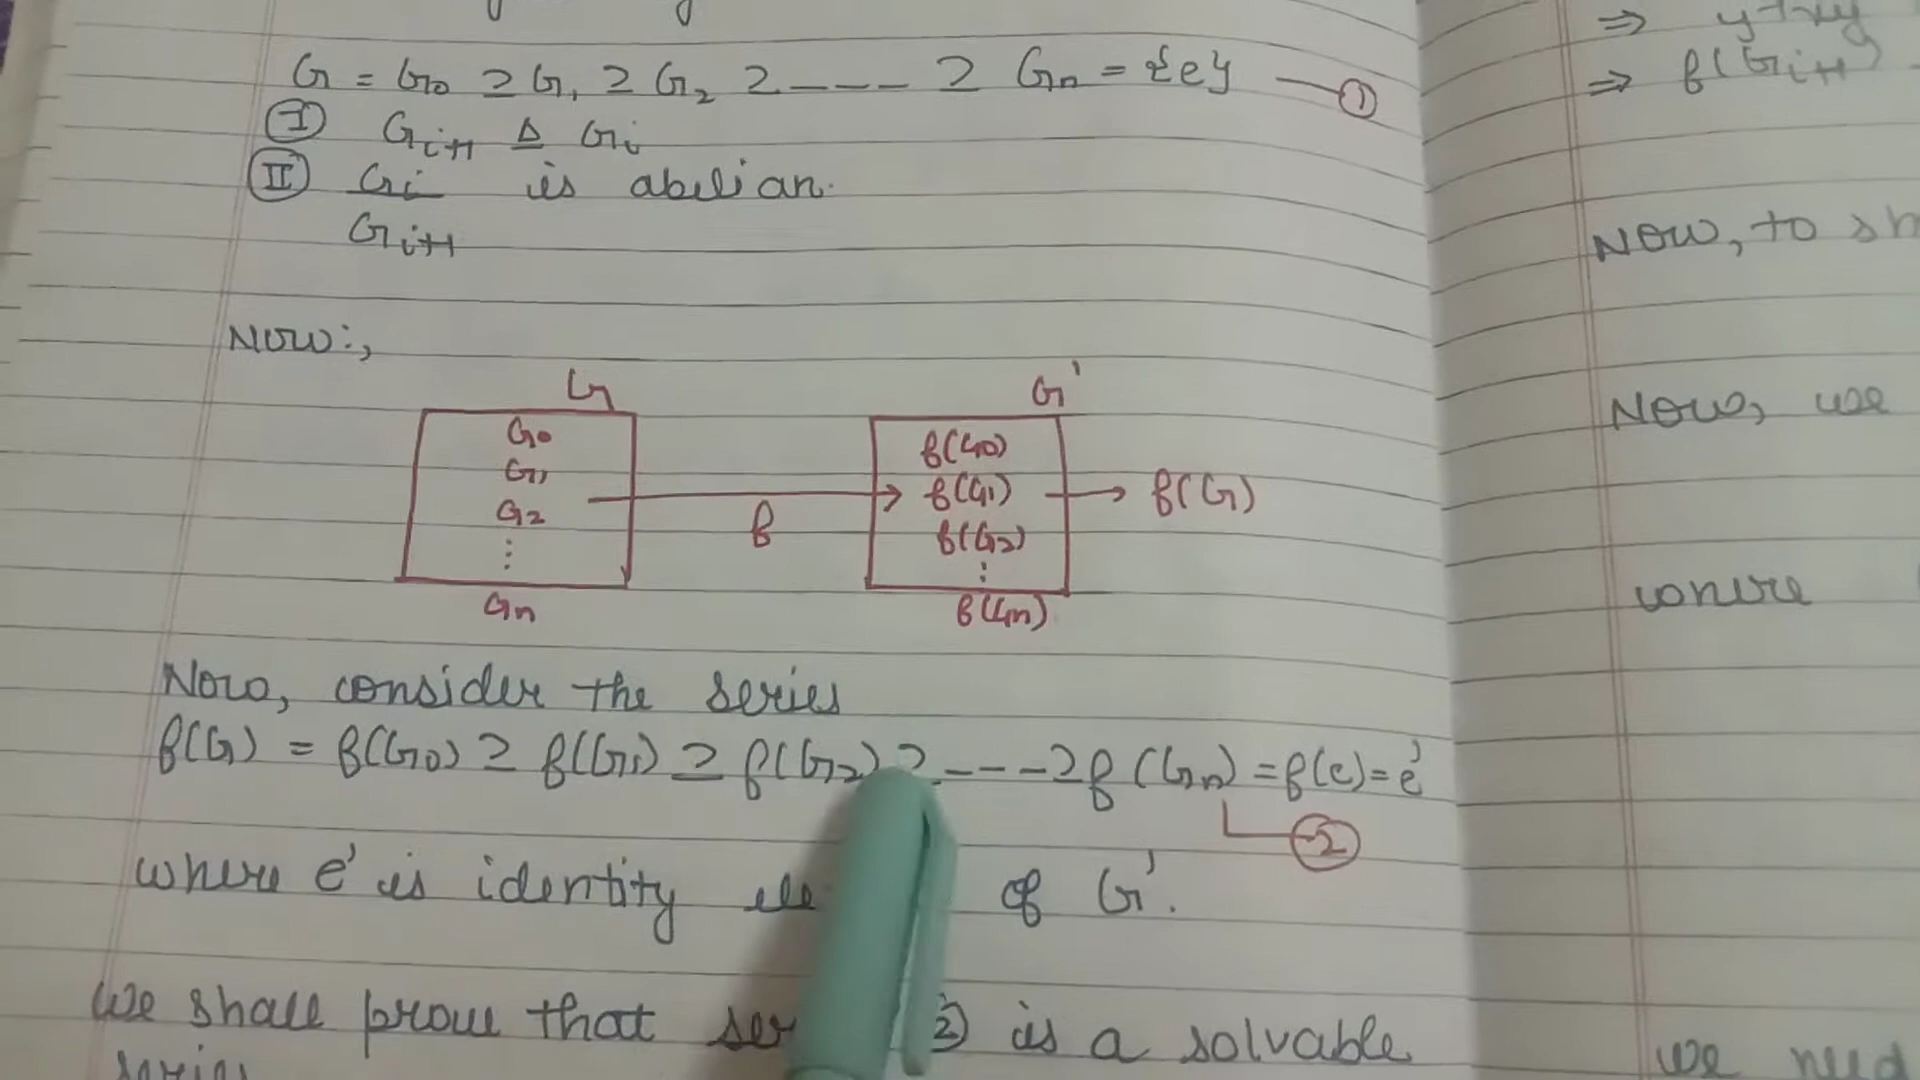 G = G₀ ⊇ G₁ ⊇ G₂ ⊇ ---- ⊇ Gₙ = {e} — ①
Ⓘ Gᵢ₊₁ ⊴ Gᵢ
Ⓘⓘ Gᵢ/Gᵢ₊₁ is abelian.
Now:,
G G'
G₀ f(G₀)
G₁ f(G₁) → f(G)
G₂ f f(G₂)
⋮ ⋮
Gₙ f(Gₙ)
Now, consider the series
f(G) = f(G₀) ⊇ f(G₁) ⊇ f(G₂) ⊇ ---- ⊇ f(Gₙ) = f(e) = e'
②
where e' is identity of G'.
We shall prove that 2) is a solvable
series
⇒
⇒ f(Gᵢ₊₁)
Now, to sh
Now, we
where
we need